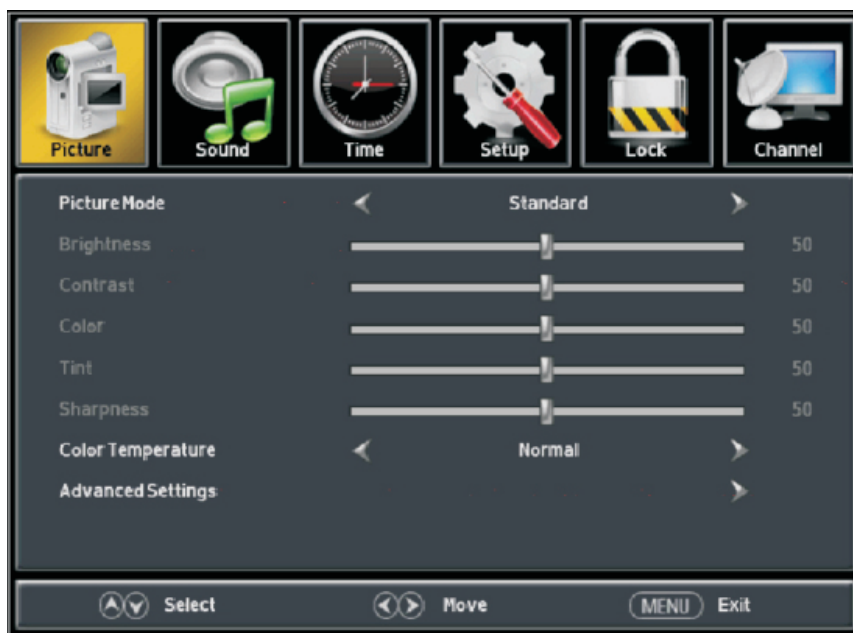 Picture Sound Time Setup Lock Channel
Picture Mode Standard
Brightness 50
Contrast 50
Color 50
Tint 50
Sharpness 50
Color Temperature Normal
Advanced Settings
Select Move MENU Exit